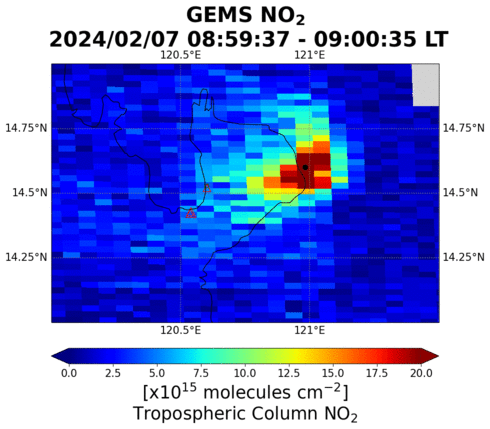 GEMS NO₂
2024/02/07 08:59:37 - 09:00:35 LT
120.5°E 121°E
14.75°N 14.75°N
14.5°N 14.5°N
14.25°N 14.25°N
120.5°E 121°E
0.0 2.5 5.0 7.5 10.0 12.5 15.0 17.5 20.0
[x10¹⁵ molecules cm⁻²]
Tropospheric Column NO₂